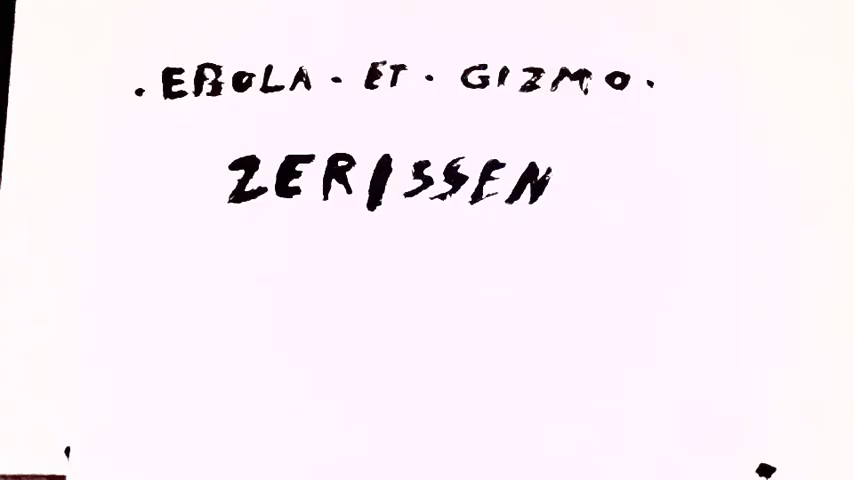 . EBOLA . ET . GIZMO .
ZERISSEN